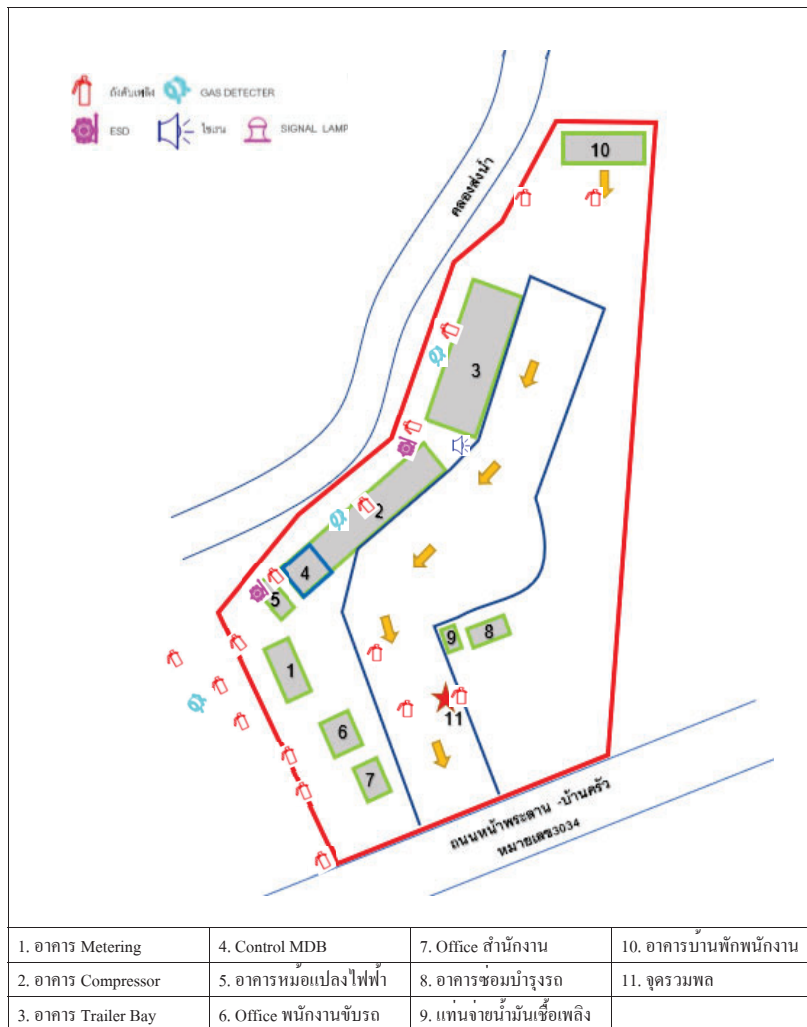 ถังดับเพลิง GAS DETECTER
ESD ไซเรน SIGNAL LAMP
คลองส่งน้ำ
10
3
2
4
5
1
9 8
11
6
7
ถนนหน้าพระลาน -บ้านครัว
หมายเลข3034
1. อาคาร Metering 4. Control MDB 7. Office สำนักงาน 10. อาคารบ้านพักพนักงาน
2. อาคาร Compressor 5. อาคารหม้อแปลงไฟฟ้า 8. อาคารซ่อมบำรุงรถ 11. จุดรวมพล
3. อาคาร Trailer Bay 6. Office พนักงานขับรถ 9. แท่นจ่ายน้ำมันเชื้อเพลิง